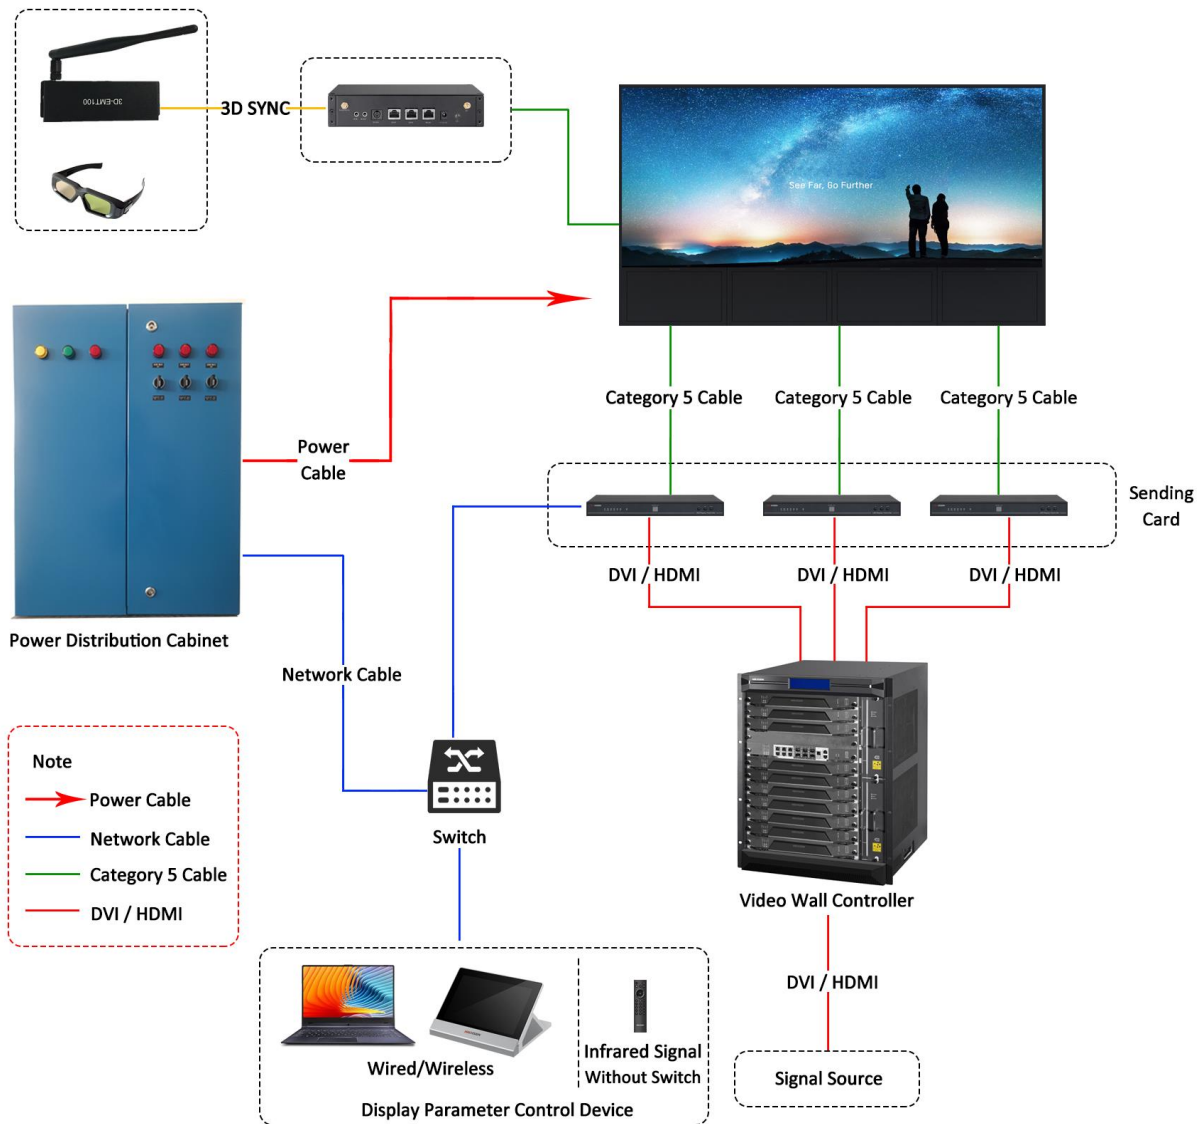 3D-EMT100
3D SYNC
See Far, Go Further
Category 5 Cable
Category 5 Cable
Category 5 Cable
Power
Cable
Sending
Card
DVI / HDMI
DVI / HDMI
DVI / HDMI
Power Distribution Cabinet
Network Cable
Note
Power Cable
Network Cable
Category 5 Cable
DVI / HDMI
Switch
Video Wall Controller
DVI / HDMI
Wired/Wireless
Infrared Signal
Without Switch
Display Parameter Control Device
Signal Source